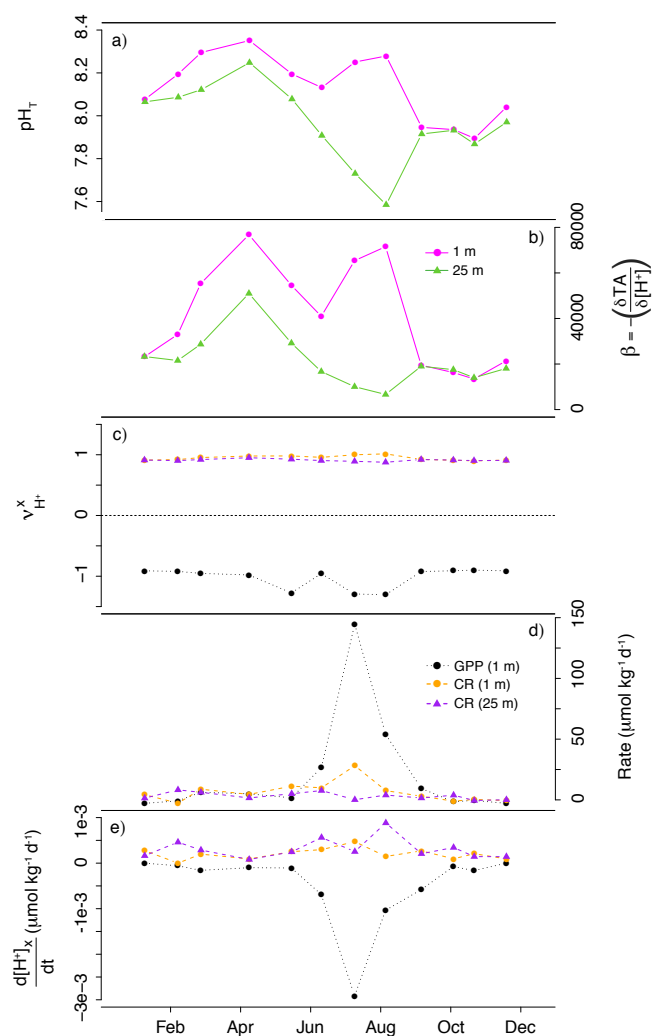 a)
pH_T
8.4
8.2
8.0
7.8
7.6
b)
1 m
25 m
80000
40000
0
β = −(δTA/δ[H⁺])
c)
ν_H⁺^x
1
0
−1
d)
GPP (1 m)
CR (1 m)
CR (25 m)
150
100
50
0
Rate (μmol kg⁻¹ d⁻¹)
e)
d[H⁺]_x/dt (μmol kg⁻¹ d⁻¹)
1e-3
0
-1e-3
-3e-3
Feb Apr Jun Aug Oct Dec